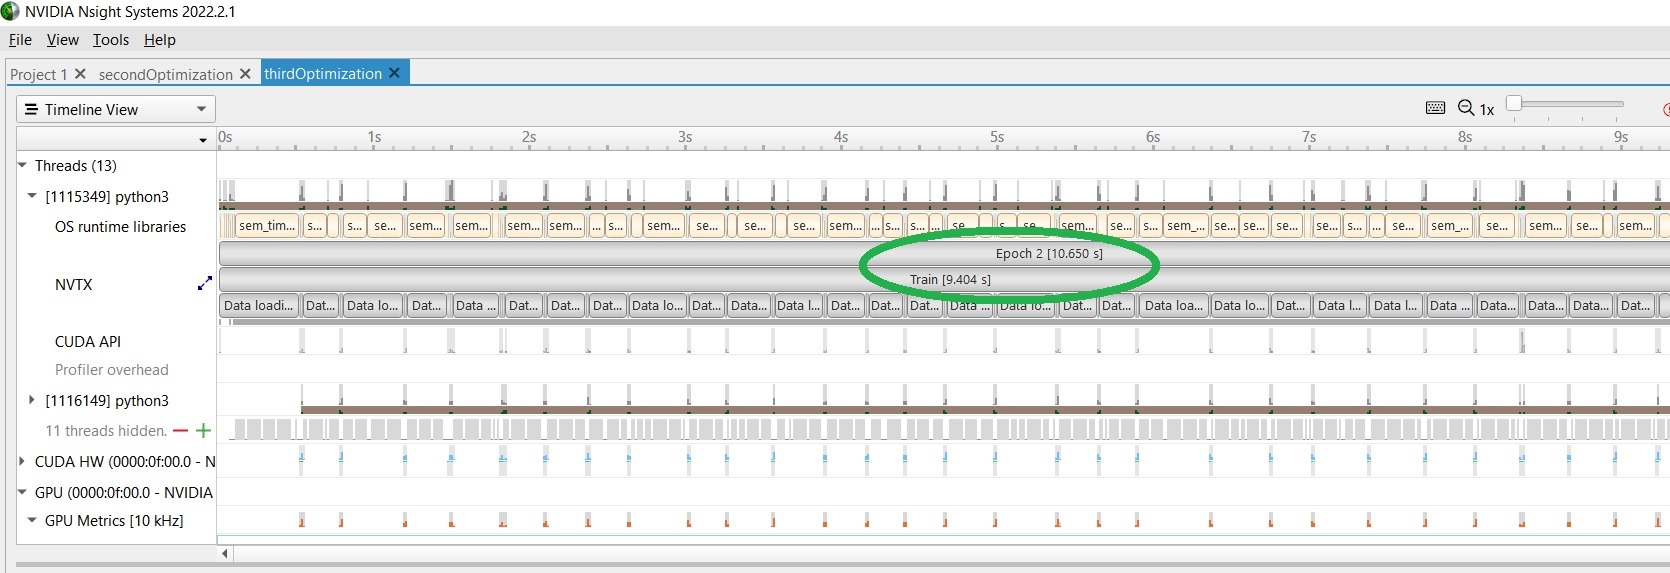 NVIDIA Nsight Systems 2022.2.1
File View Tools Help
Project 1 secondOptimization thirdOptimization
Timeline View 1x
0s 1s 2s 3s 4s 5s 6s 7s 8s 9s
Threads (13)
[1115349] python3
OS runtime libraries sem_tim... s... s... se... sem... sem... sem... sem... se... s... sem... se... se... se... sem... s... s... se... se... sem... se... s... sem_... se... se... s... se... sem_... sem... se... sem...
Epoch 2 [10.650 s]
NVTX
Train [9.404 s]
Data loadi... Dat... Data lo... Dat... Data ... Dat... Dat... Dat... Data lo... Dat... Data... Data l... Dat... Dat... Dat... Data ... Data lo... Dat... Dat... Data loa... Data lo... Dat... Data l... Data l... Data ... Data... Data ... Data... Dat...
CUDA API
Profiler overhead
[1116149] python3
11 threads hidden.
CUDA HW (0000:0f:00.0 - N
GPU (0000:0f:00.0 - NVIDIA
GPU Metrics [10 kHz]